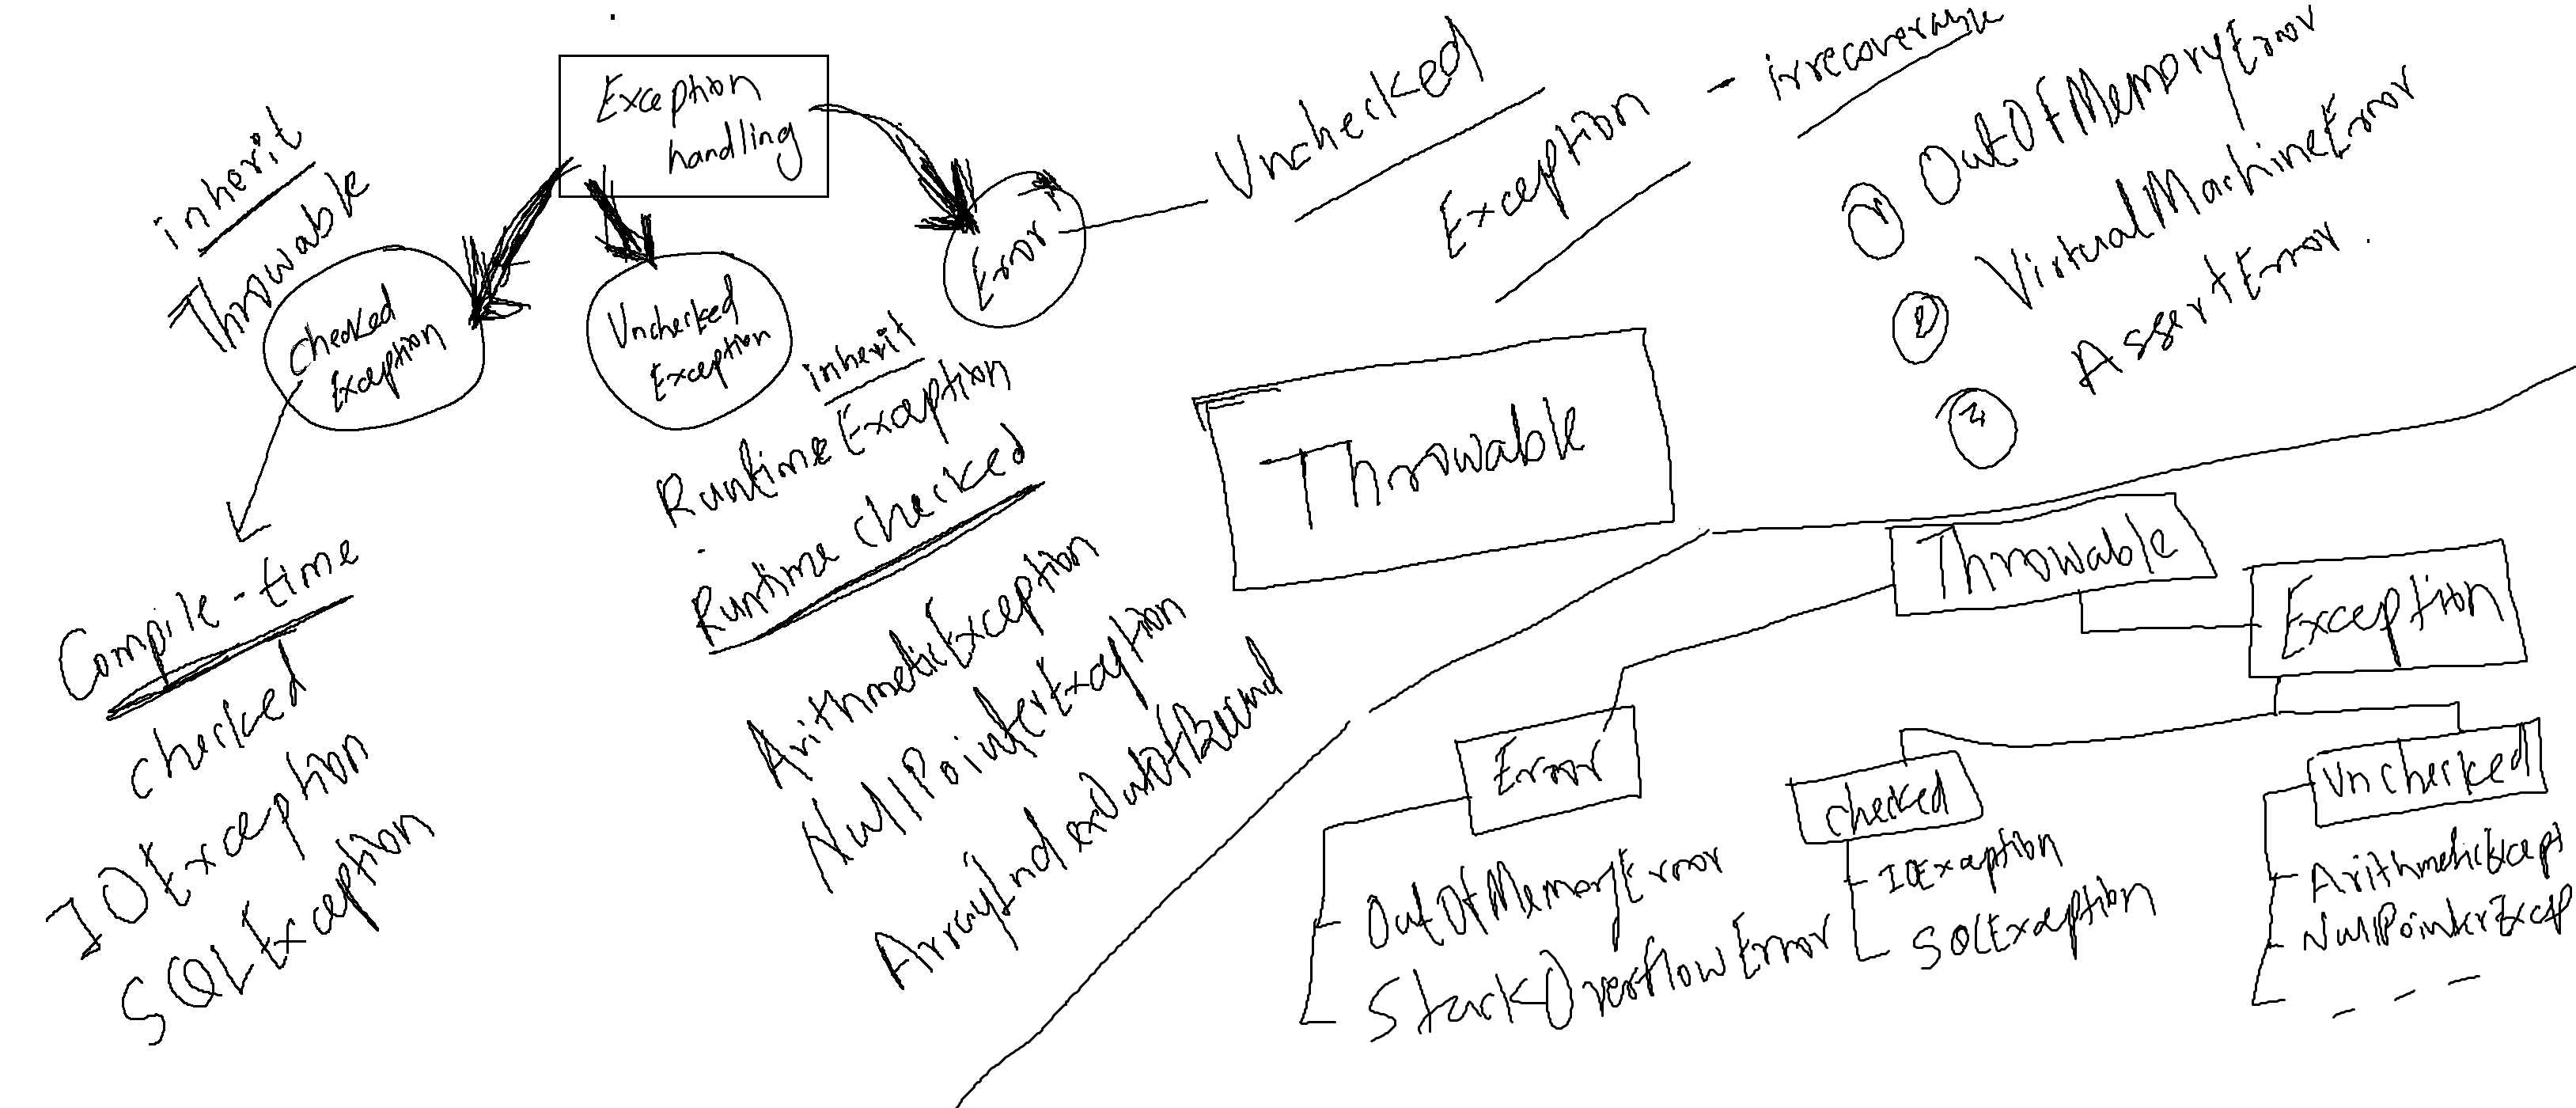 Exception
handling
inherit
Throwable
checked
Exception
Compile-time
checked
IOException
SQLException
Unchecked
Exception
inherit
RuntimeException
Runtime checked
ArithmeticException
NullPointerException
ArrayIndexOutOfBound
Error
Unchecked
Exception - irrecoverable
1 OutOfMemoryError
2 VirtualMachineError
3 AssertError.
Throwable
Throwable
Exception
Error
OutOfMemoryError
StackOverflowError
checked
IOException
SQLException
Unchecked
ArithmeticExcept
NullPointerExcep